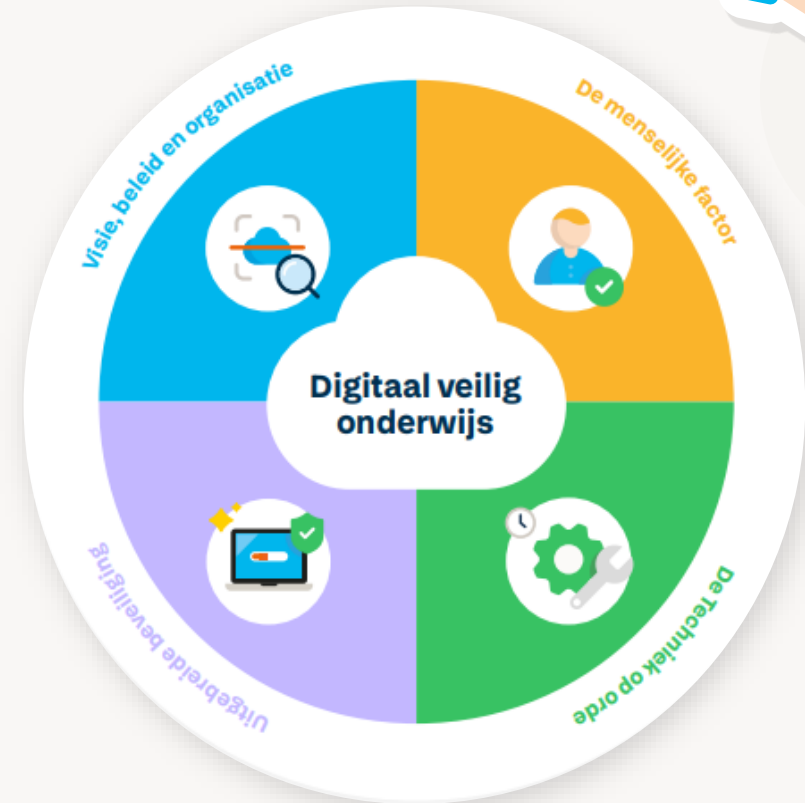 Visie, beleid en organisatie
De menselijke factor
Digitaal veilig
onderwijs
Uitgebreide beveiliging
De Techniek op orde